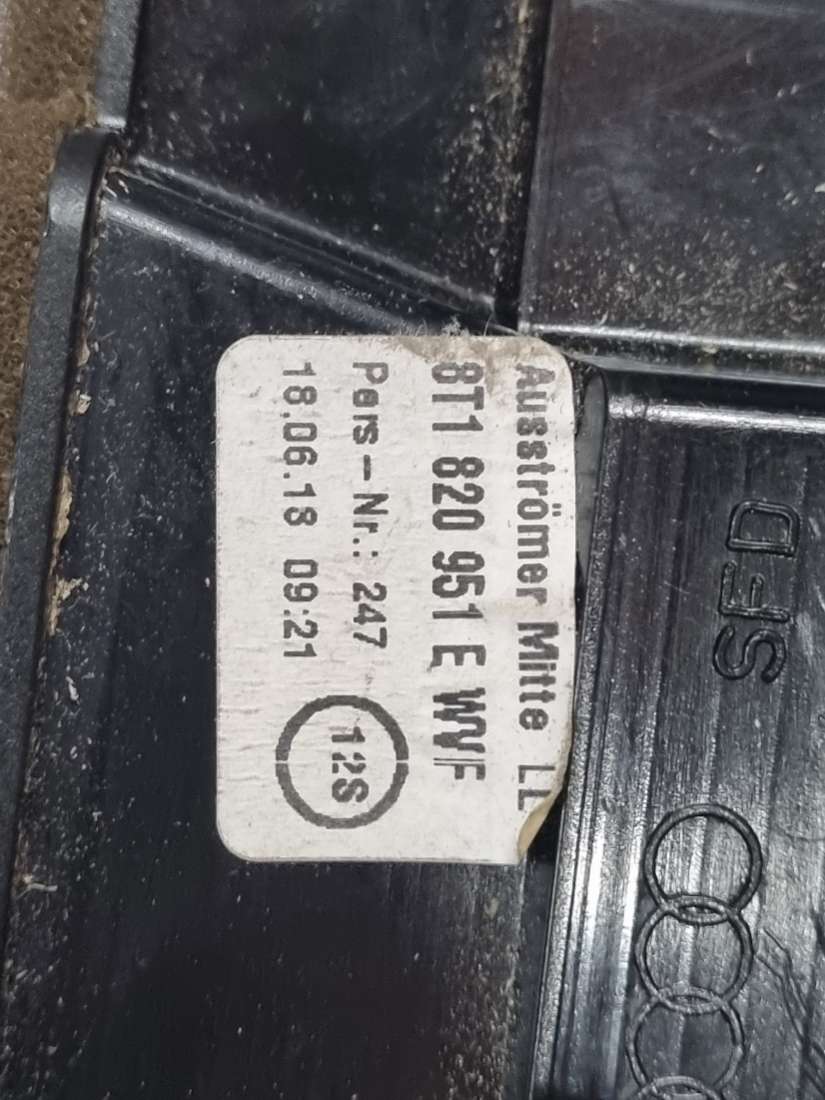 Ausströmer Mitte LL
8T1 820 951 E WVF
Pers-Nr.: 247
18.06.18 09:21
12S
SFD